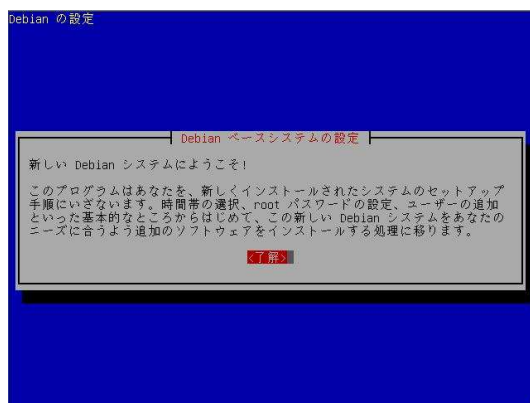 Debian の設定
Debian ベースシステムの設定
新しい Debian システムにようこそ!
このプログラムはあなたを、新しくインストールされたシステムのセットアップ
手順にいざないます。時間帯の選択、root パスワードの設定、ユーザーの追加
といった基本的なところからはじめて、この新しい Debian システムをあなたの
ニーズに合うよう追加のソフトウェアをインストールする処理に移ります。
<了解>